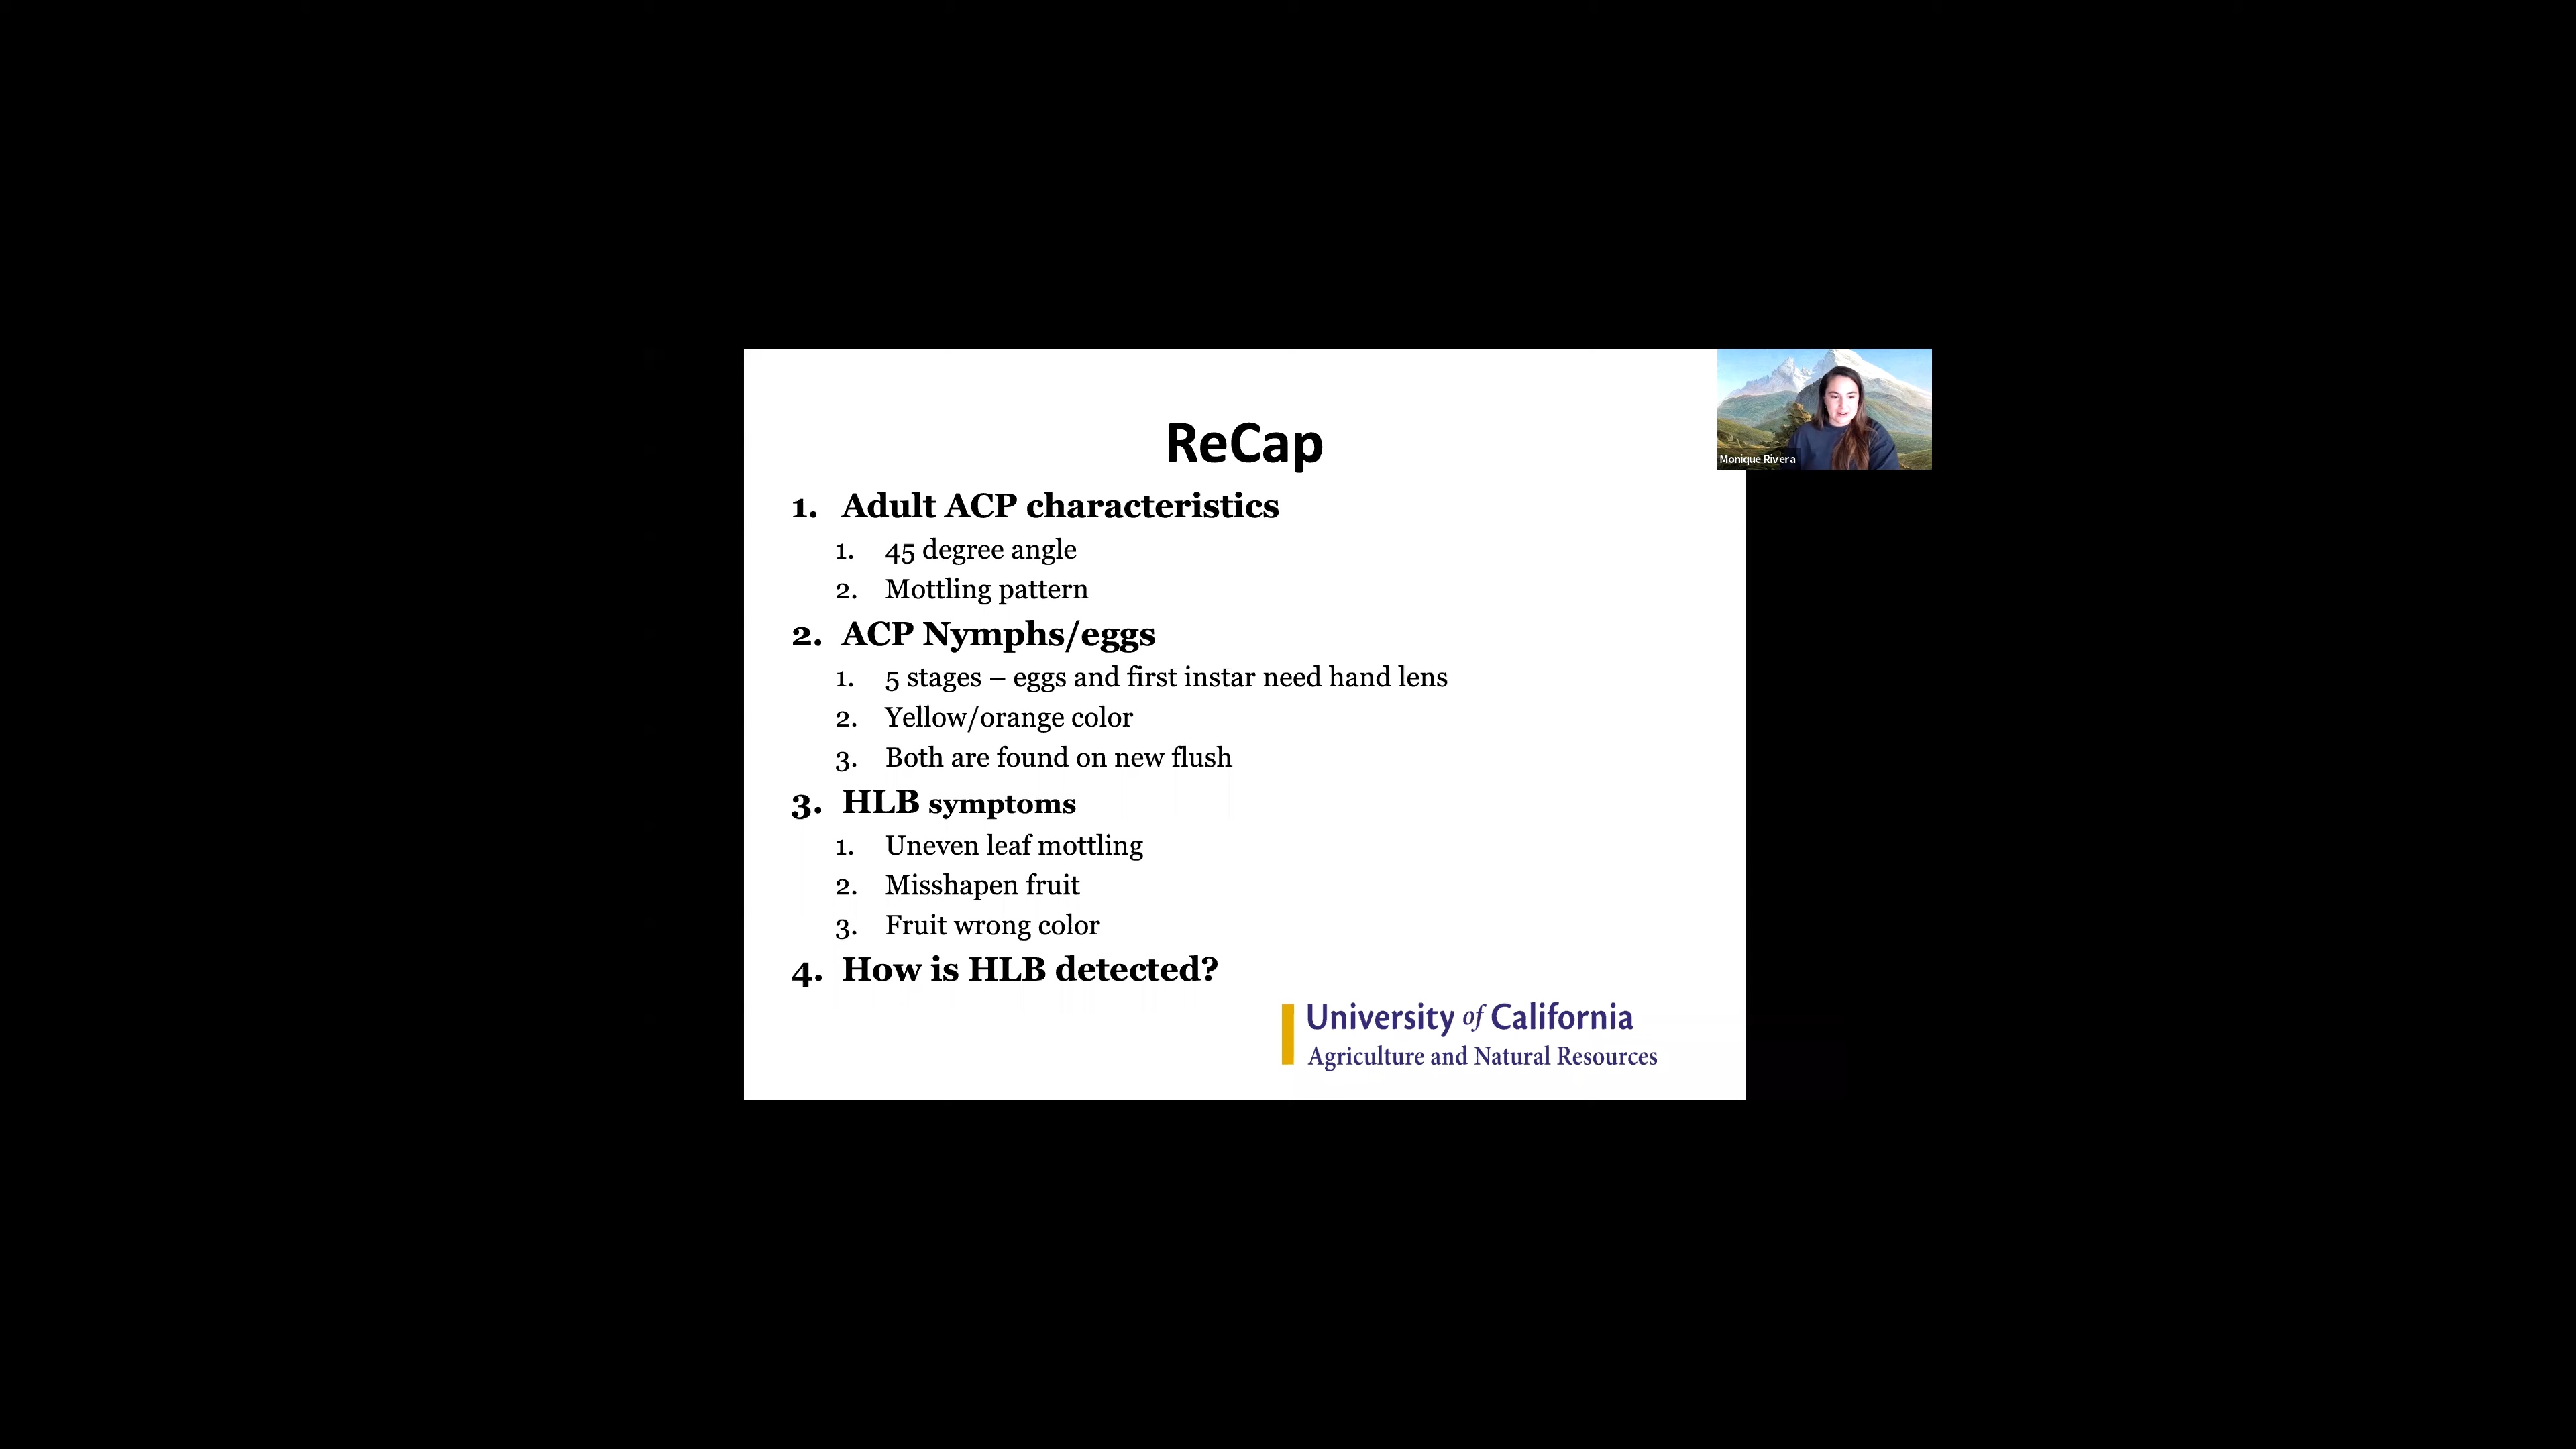 ReCap
Monique Rivera
1. Adult ACP characteristics
1. 45 degree angle
2. Mottling pattern
2. ACP Nymphs/eggs
1. 5 stages – eggs and first instar need hand lens
2. Yellow/orange color
3. Both are found on new flush
3. HLB symptoms
1. Uneven leaf mottling
2. Misshapen fruit
3. Fruit wrong color
4. How is HLB detected?
University of California
Agriculture and Natural Resources